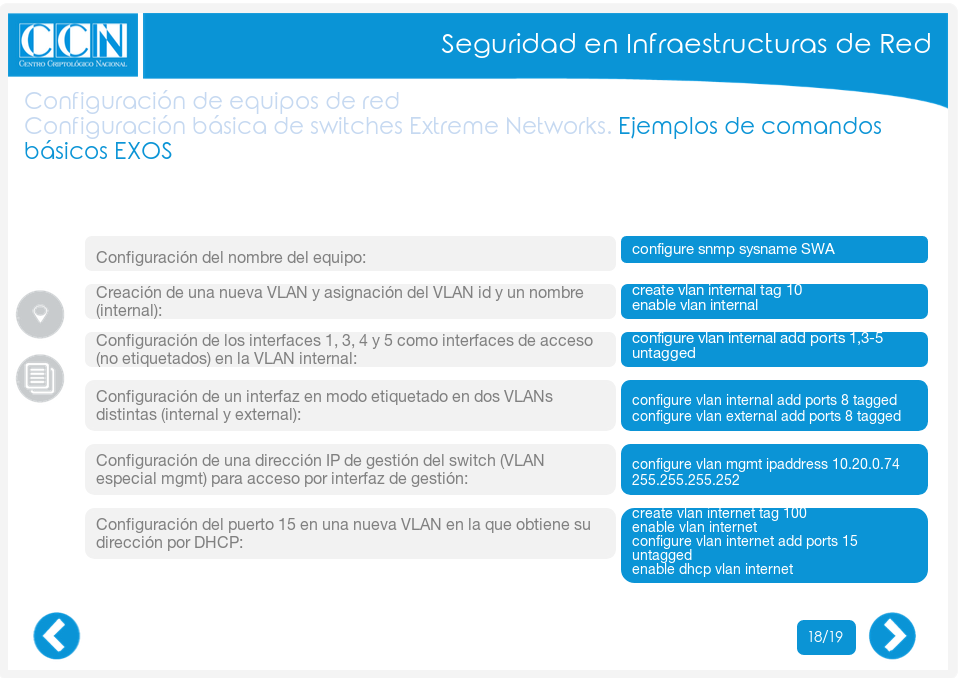 CCN
CENTRO CRIPTOLÓGICO NACIONAL
Seguridad en Infraestructuras de Red
Configuración de equipos de red
Configuración básica de switches Extreme Networks. Ejemplos de comandos
básicos EXOS
Configuración del nombre del equipo:
configure snmp sysname SWA
Creación de una nueva VLAN y asignación del VLAN id y un nombre
(internal):
create vlan internal tag 10
enable vlan internal
Configuración de los interfaces 1, 3, 4 y 5 como interfaces de acceso
(no etiquetados) en la VLAN internal:
configure vlan internal add ports 1,3-5
untagged
Configuración de un interfaz en modo etiquetado en dos VLANs
distintas (internal y external):
configure vlan internal add ports 8 tagged
configure vlan external add ports 8 tagged
Configuración de una dirección IP de gestión del switch (VLAN
especial mgmt) para acceso por interfaz de gestión:
configure vlan mgmt ipaddress 10.20.0.74
255.255.255.252
Configuración del puerto 15 en una nueva VLAN en la que obtiene su
dirección por DHCP:
create vlan internet tag 100
enable vlan internet
configure vlan internet add ports 15
untagged
enable dhcp vlan internet
18/19